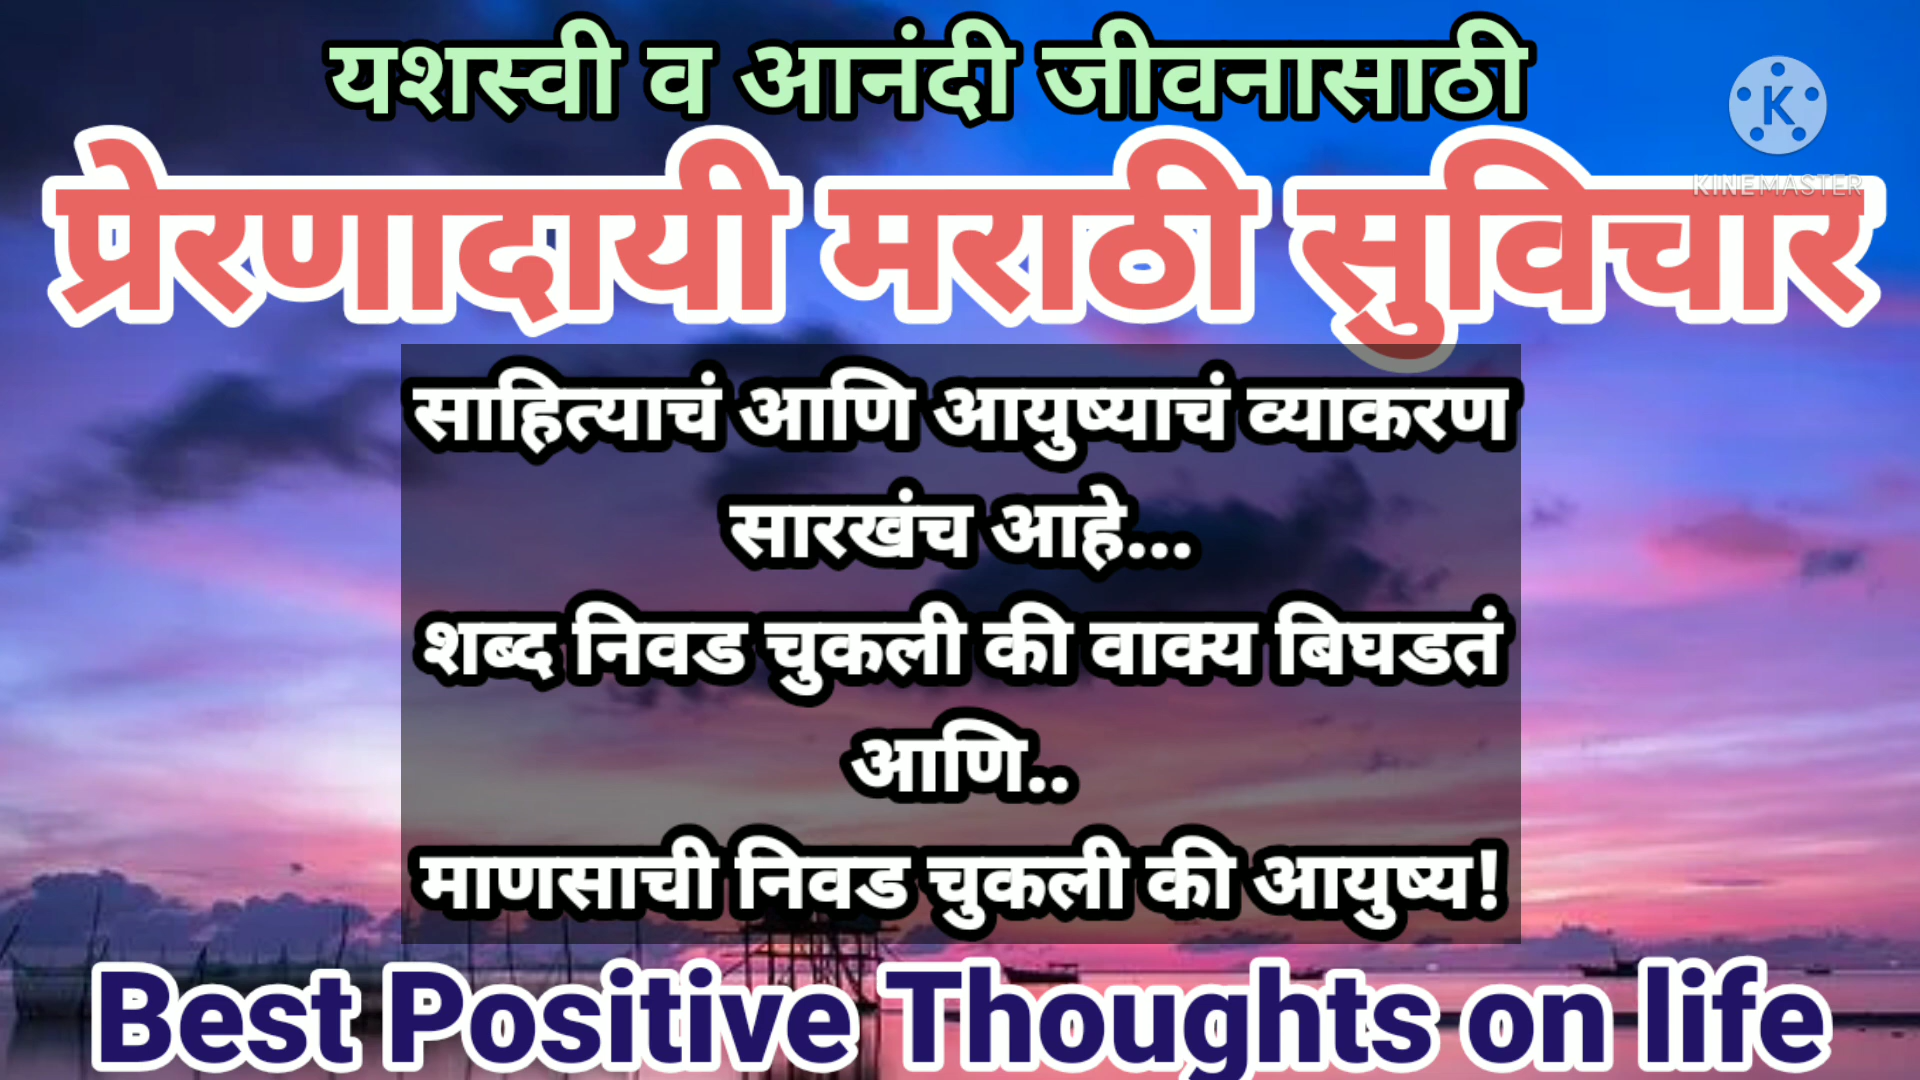 यशस्वी व आनंदी जीवनासाठी
K
KINEMASTER
प्रेरणादायी मराठी सुविचार
साहित्याचं आणि आयुष्याचं व्याकरण
सारखंच आहे...
शब्द निवड चुकली की वाक्य बिघडतं
आणि..
माणसाची निवड चुकली की आयुष्य!
Best Positive Thoughts on life